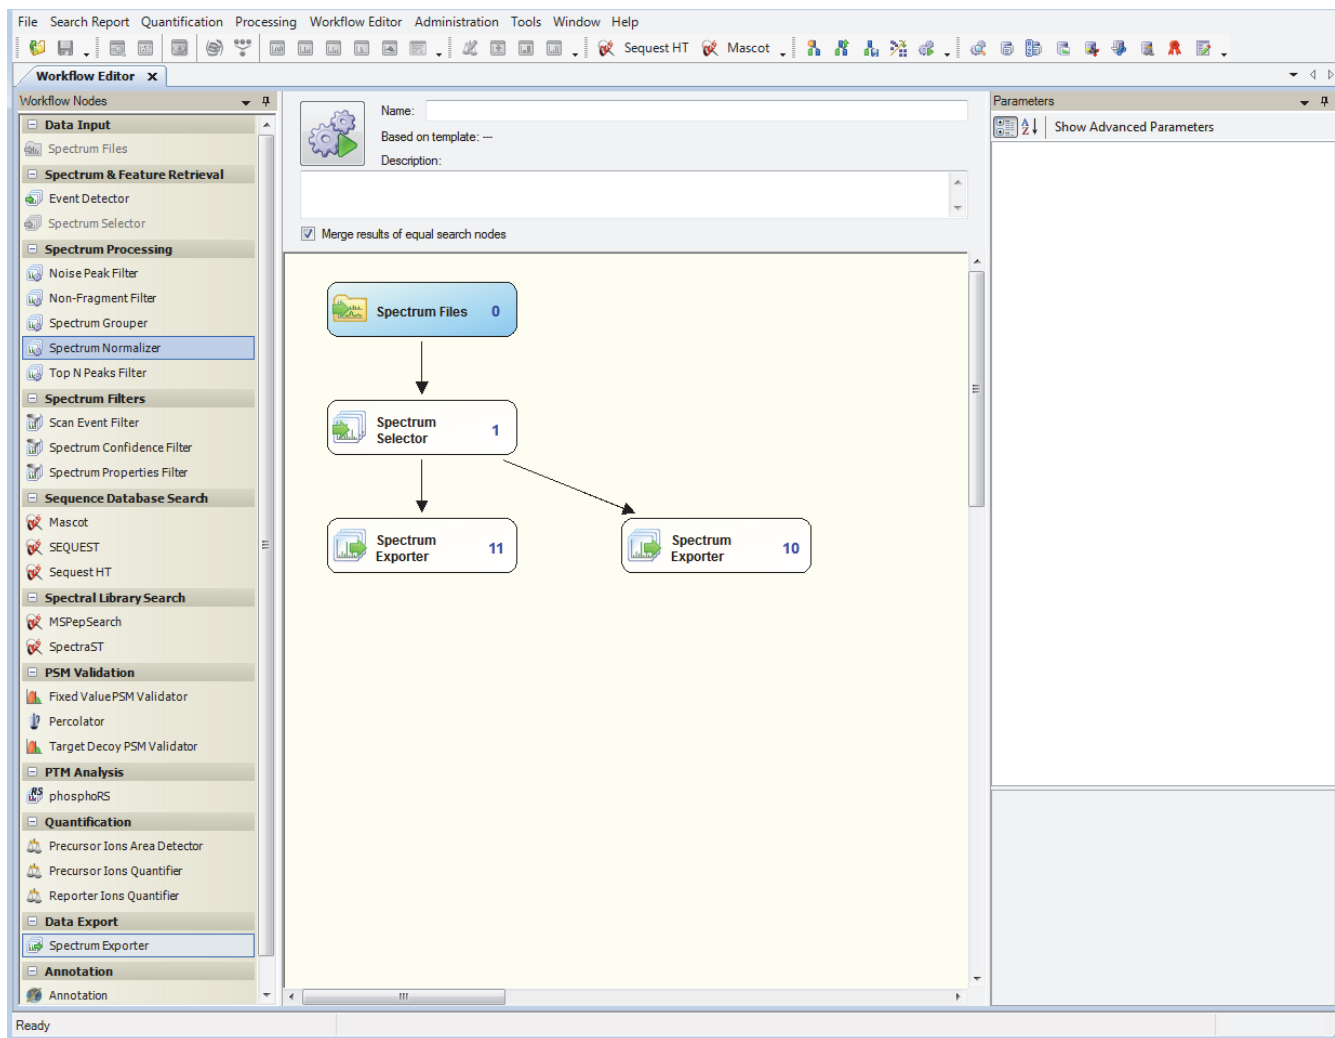 File Search Report Quantification Processing Workflow Editor Administration Tools Window Help
Sequest HT Mascot
Workflow Editor x
Workflow Nodes
Data Input
Spectrum Files
Spectrum & Feature Retrieval
Event Detector
Spectrum Selector
Spectrum Processing
Noise Peak Filter
Non-Fragment Filter
Spectrum Grouper
Spectrum Normalizer
Top N Peaks Filter
Spectrum Filters
Scan Event Filter
Spectrum Confidence Filter
Spectrum Properties Filter
Sequence Database Search
Mascot
SEQUEST
Sequest HT
Spectral Library Search
MSPepSearch
SpectraST
PSM Validation
Fixed Value PSM Validator
Percolator
Target Decoy PSM Validator
PTM Analysis
phosphoRS
Quantification
Precursor Ions Area Detector
Precursor Ions Quantifier
Reporter Ions Quantifier
Data Export
Spectrum Exporter
Annotation
Annotation
Name:
Based on template: ---
Description:
Merge results of equal search nodes
Spectrum Files 0
Spectrum
Selector 1
Spectrum
Exporter 11
Spectrum
Exporter 10
Parameters
Show Advanced Parameters
Ready